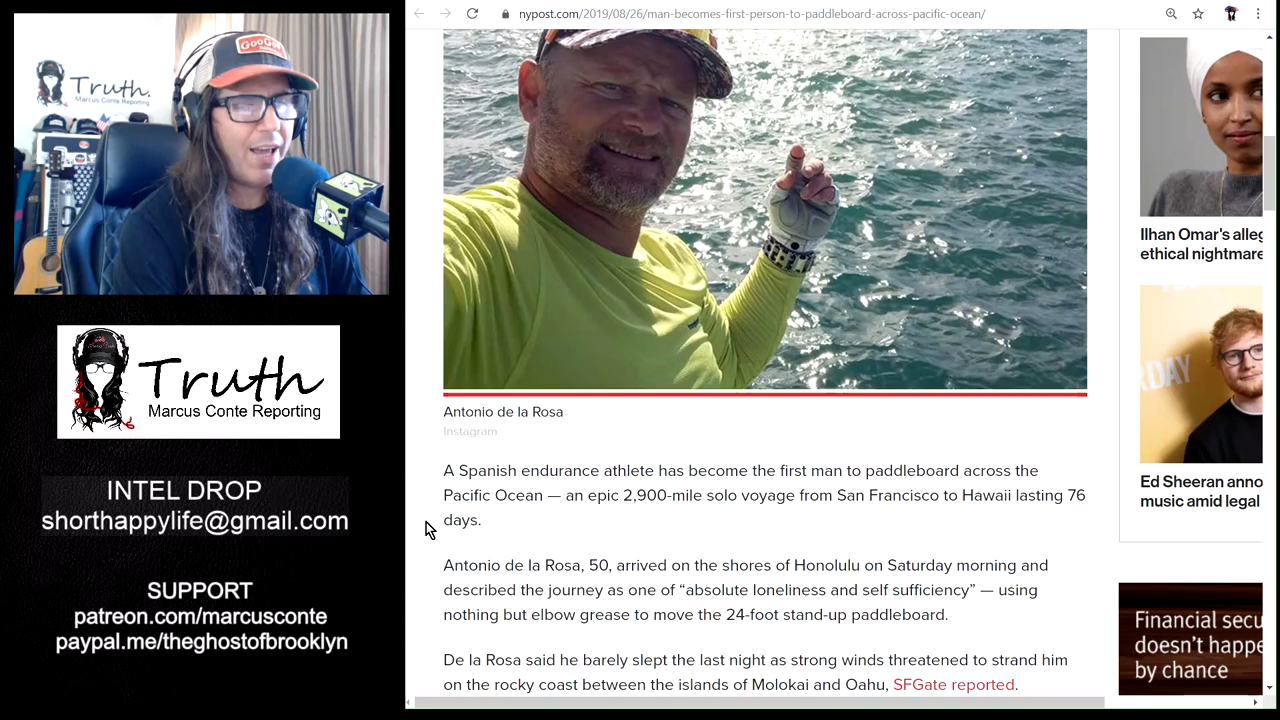 GooGoo
Truth.
Marcus Conte Reporting
Truth
Marcus Conte Reporting
INTEL DROP
shorthappylife@gmail.com
SUPPORT
patreon.com/marcusconte
paypal.me/theghostofbrooklyn
nypost.com/2019/08/26/man-becomes-first-person-to-paddleboard-across-pacific-ocean/
Antonio de la Rosa
Instagram
A Spanish endurance athlete has become the first man to paddleboard across the
Pacific Ocean — an epic 2,900-mile solo voyage from San Francisco to Hawaii lasting 76
days.
Antonio de la Rosa, 50, arrived on the shores of Honolulu on Saturday morning and
described the journey as one of “absolute loneliness and self sufficiency” — using
nothing but elbow grease to move the 24-foot stand-up paddleboard.
De la Rosa said he barely slept the last night as strong winds threatened to strand him
on the rocky coast between the islands of Molokai and Oahu, SFGate reported.
Ilhan Omar's alleg
ethical nightmare
RDAY
Ed Sheeran anno
music amid legal
Financial secu
doesn't happe
by chance